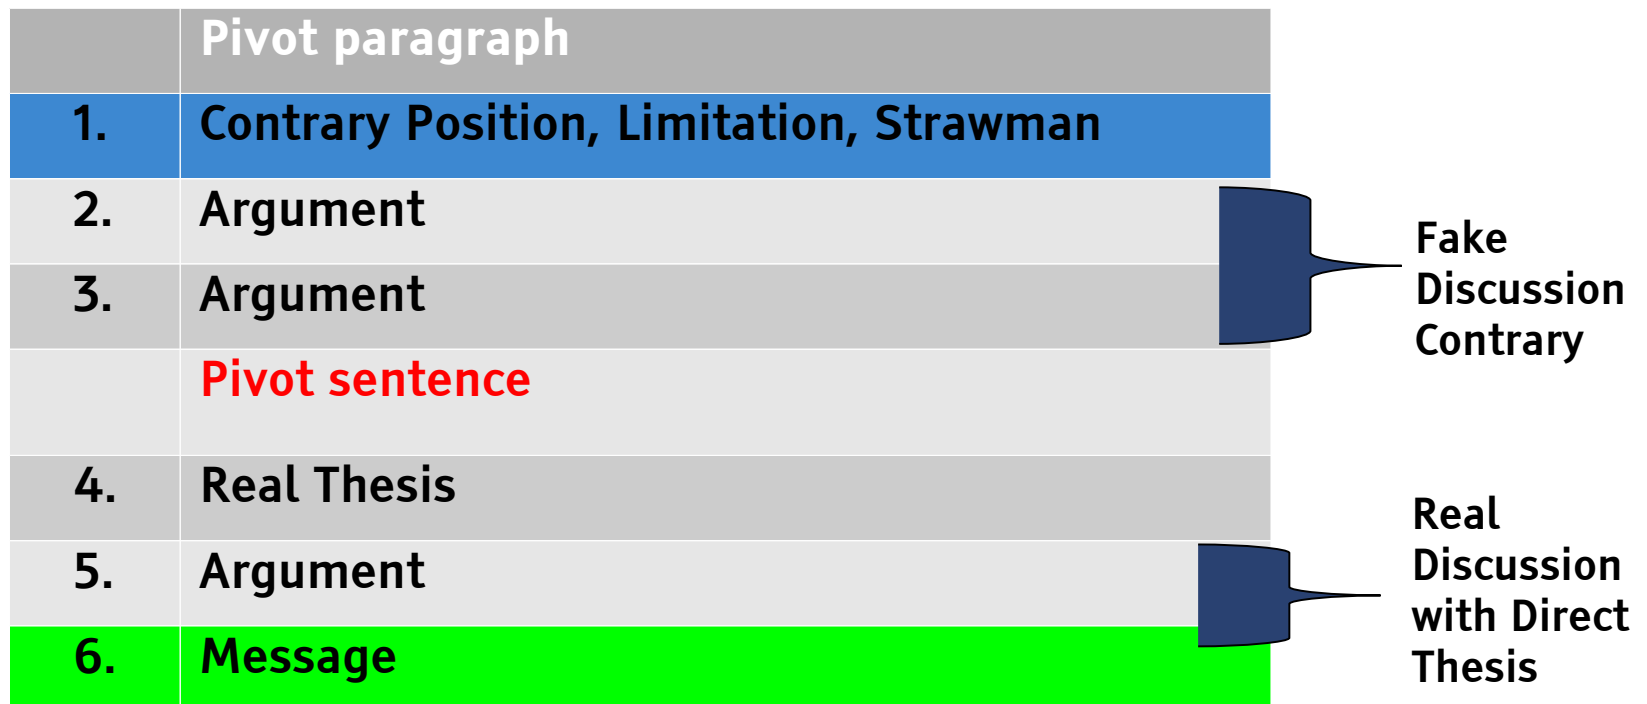 Pivot paragraph
1. Contrary Position, Limitation, Strawman
2. Argument
3. Argument
Fake
Discussion
Contrary
Pivot sentence
4. Real Thesis
5. Argument
6. Message
Real
Discussion
with Direct
Thesis